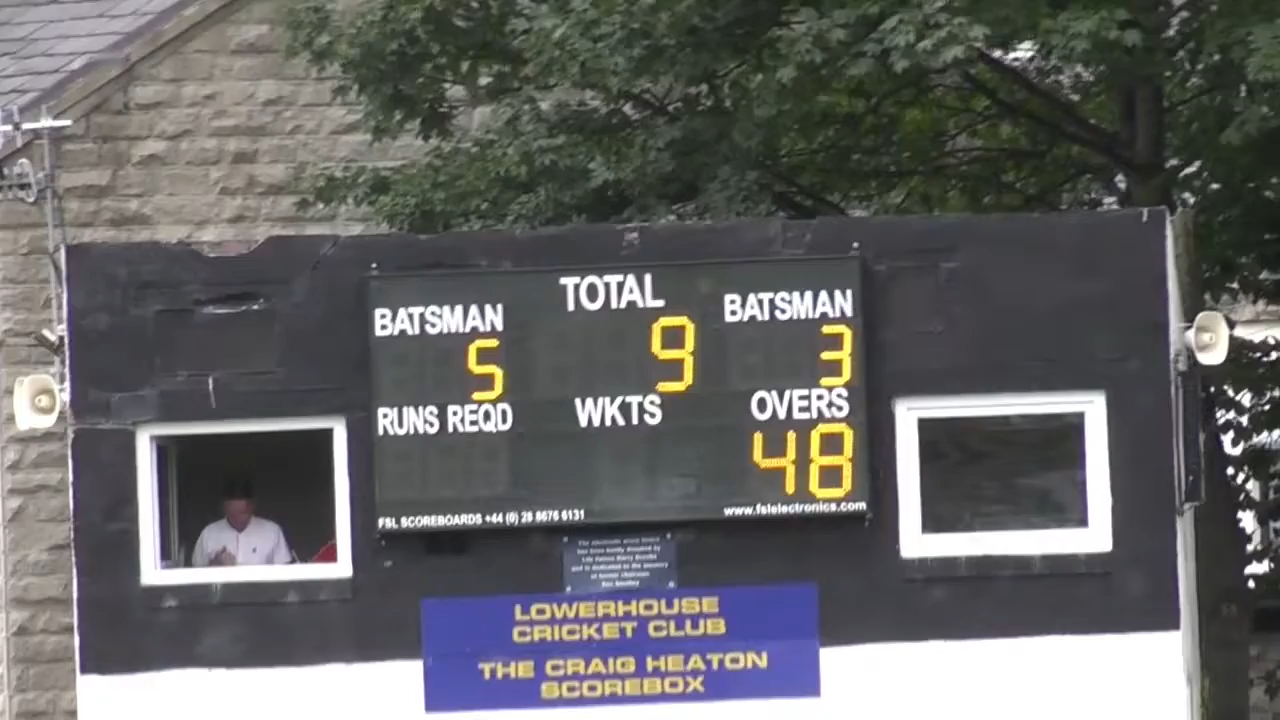 TOTAL
BATSMAN BATSMAN
5 9 3
RUNS REQD WKTS OVERS
48
FSL SCOREBOARDS +44 (0) 28 8676 6131 www.fslelectronics.com
LOWERHOUSE
CRICKET CLUB
THE CRAIG HEATON
SCOREBOX